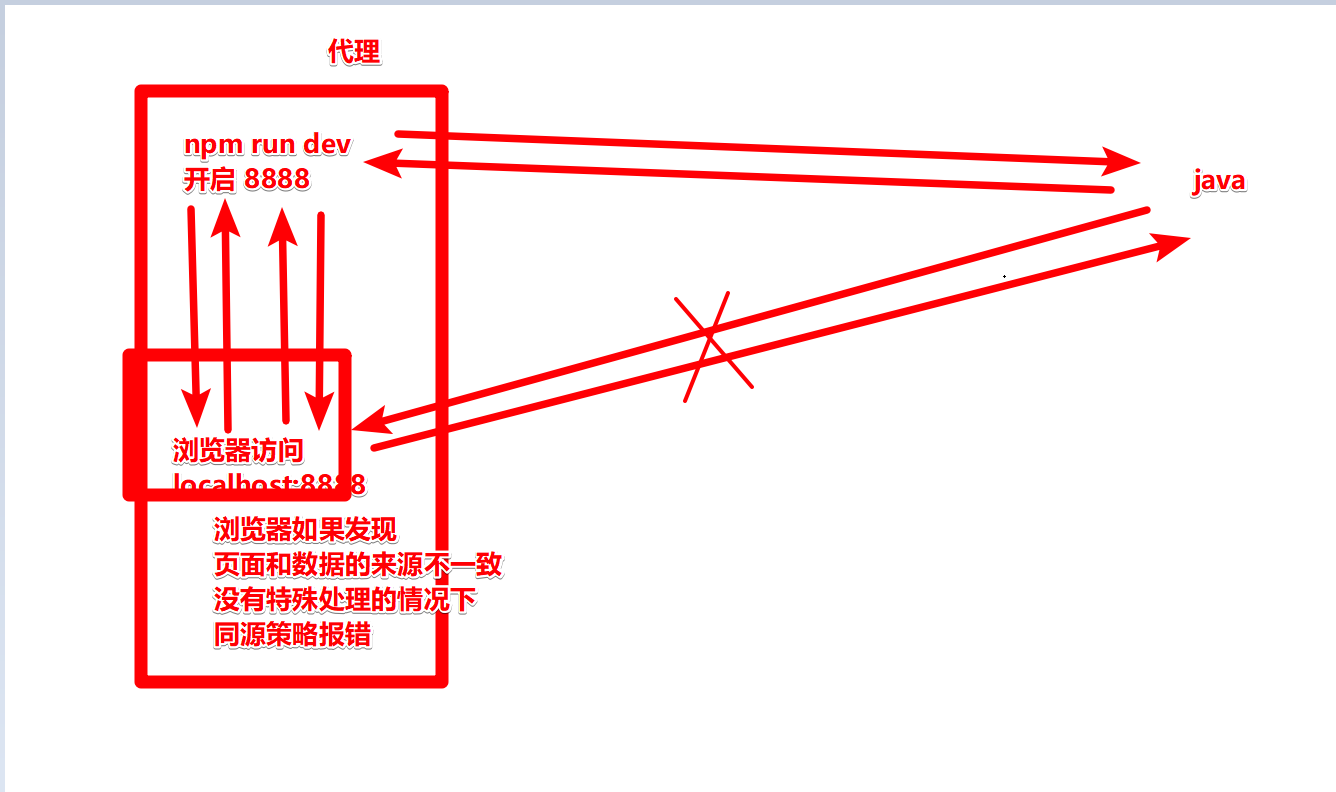 代理
npm run dev
开启 8888
java
浏览器访问
localhost:8888
浏览器如果发现
页面和数据的来源不一致
没有特殊处理的情况下
同源策略报错